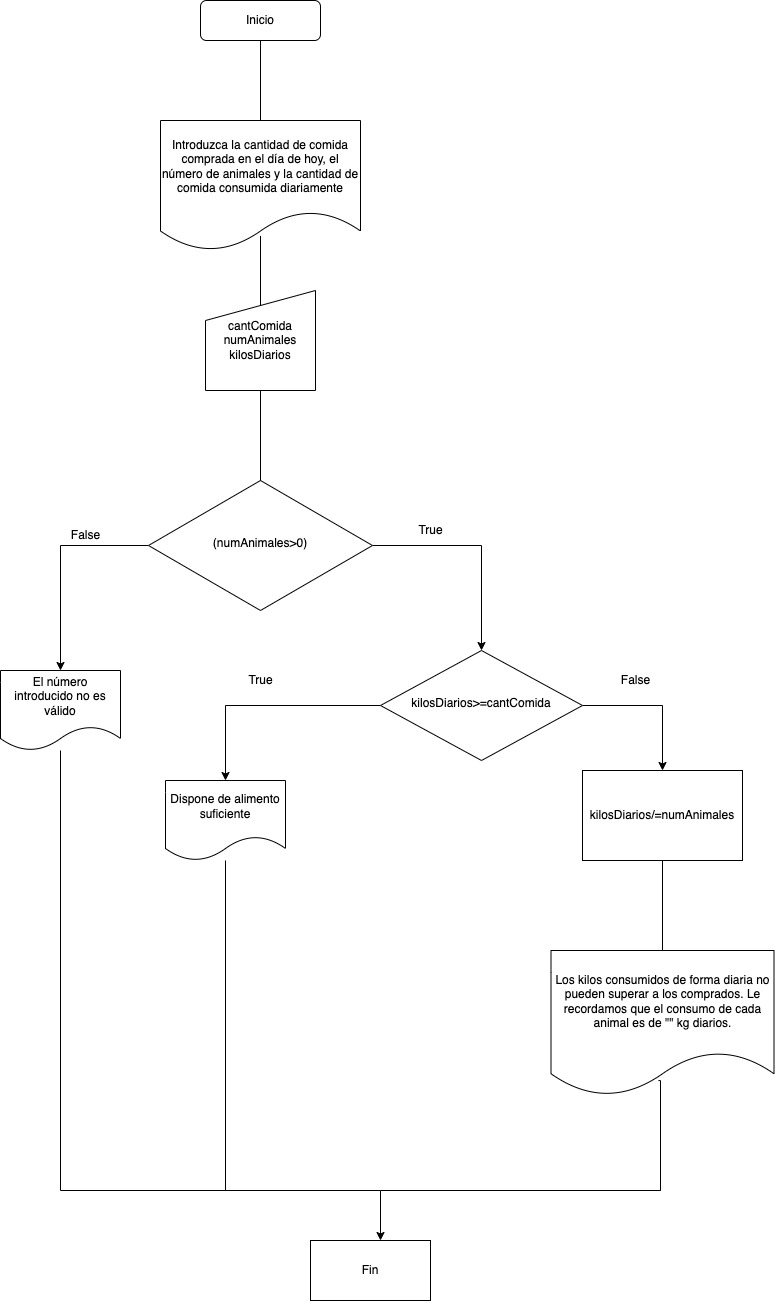 Inicio
Introduzca la cantidad de comida
comprada en el día de hoy, el
número de animales y la cantidad de
comida consumida diariamente
cantComida
numAnimales
kilosDiarios
False
(numAnimales>0)
True
El número
introducido no es
válido
True
kilosDiarios>=cantComida
False
Dispone de alimento
suficiente
kilosDiarios/=numAnimales
Los kilos consumidos de forma diaria no
pueden superar a los comprados. Le
recordamos que el consumo de cada
animal es de "" kg diarios.
Fin